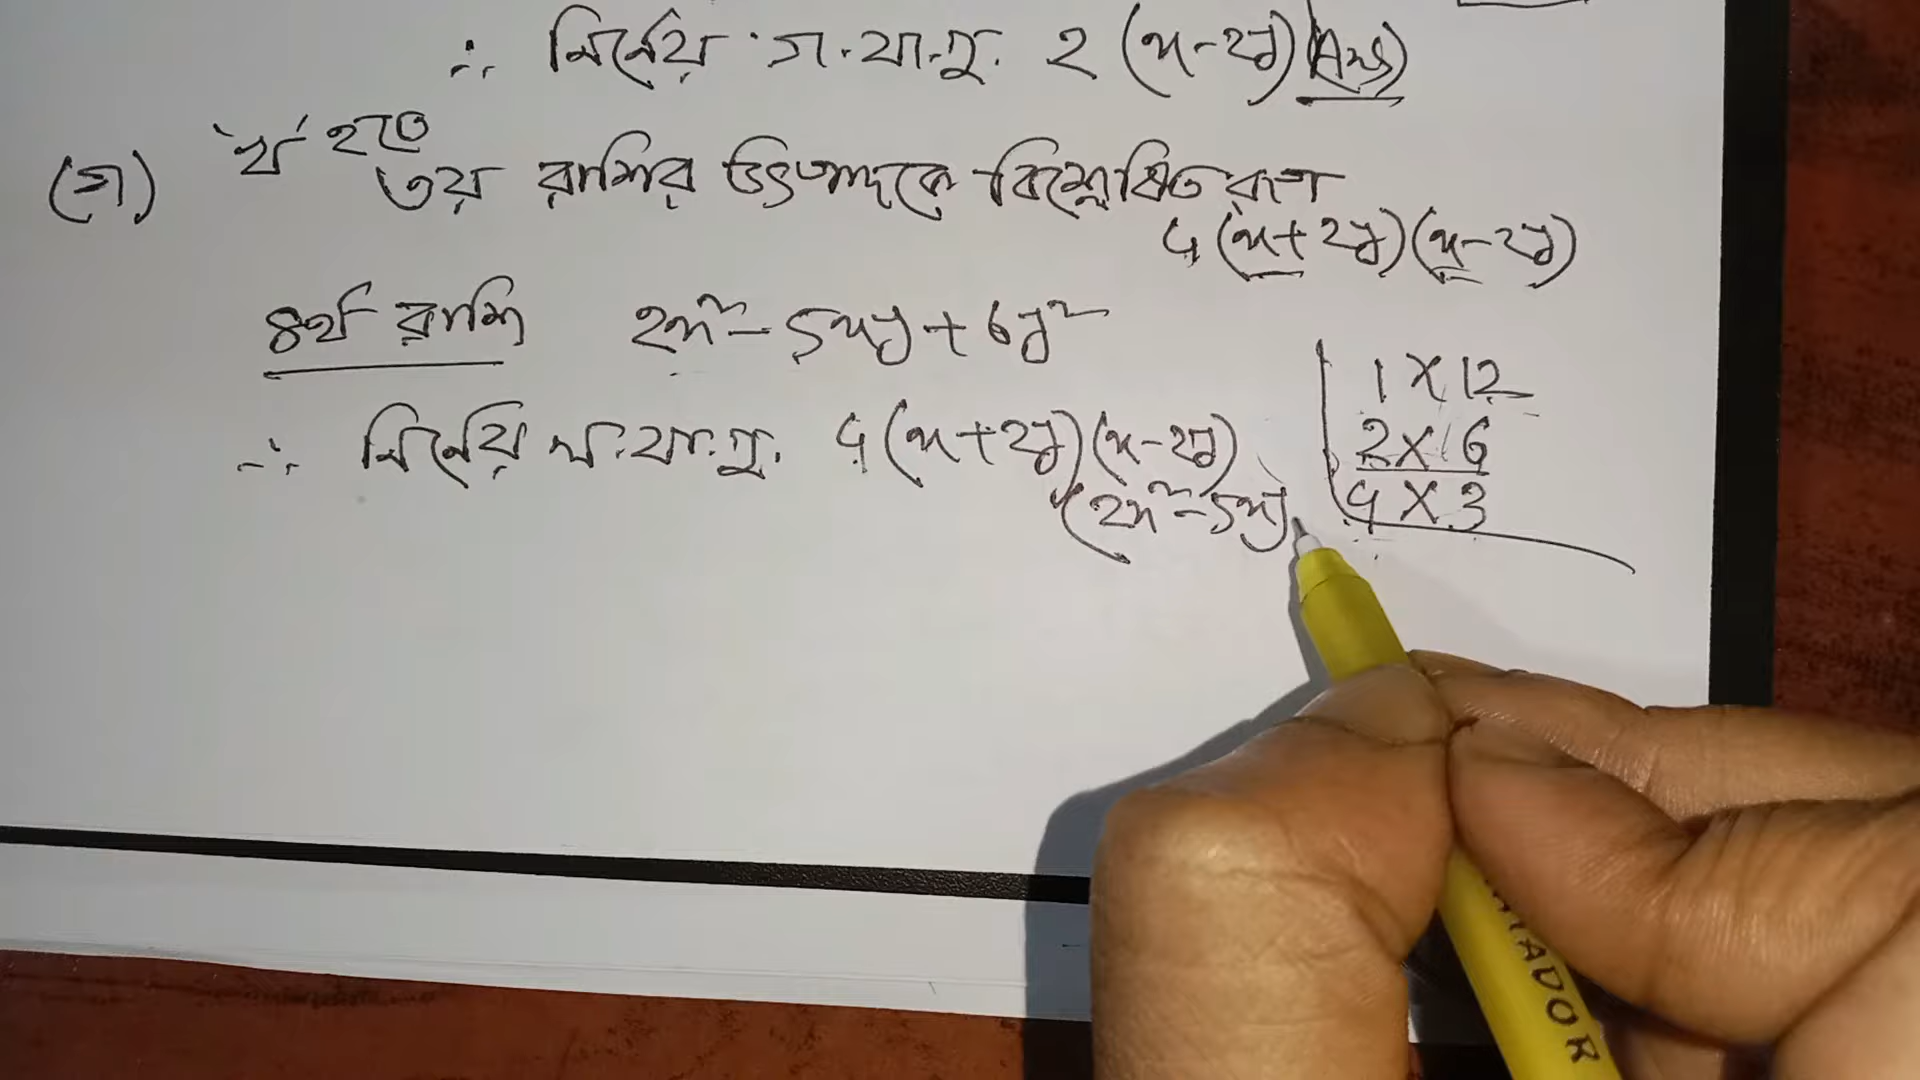 ∴ নির্ণেয় গ.সা.গু. 2 (x-2y) (Ans)
(গ) 'খ' হতে
৩য় রাশির উৎপাদকে বিশ্লেষিত রূপ
4 (x+2y)(x-2y)
৪র্থ রাশি 2x²-5xy+6y²
1 X 12
2 X 6
4 X 3
∴ নির্ণেয় ল.সা.গু. 4(x+2y)(x-2y)
(2x²-5xy
MATADOR